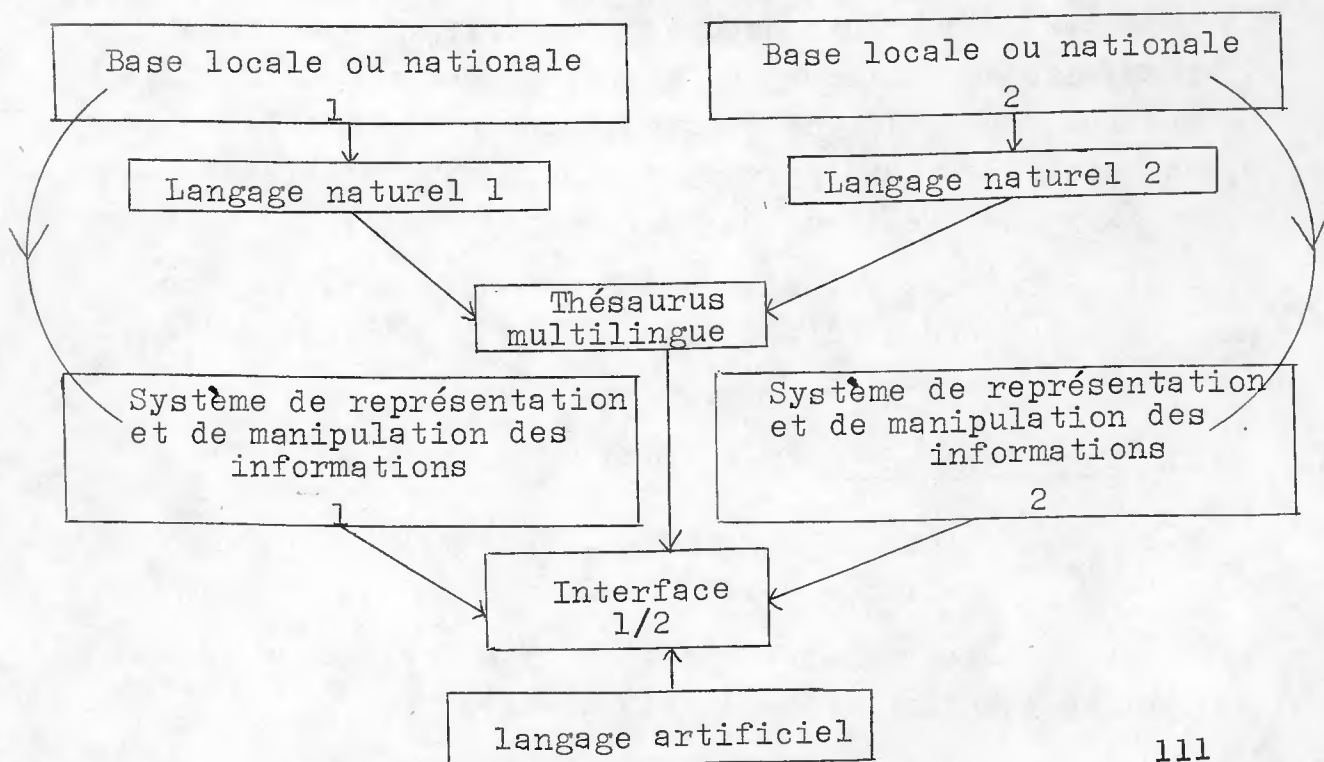 Base locale ou nationale
1
Base locale ou nationale
2
Langage naturel 1
Langage naturel 2
Thésaurus
multilingue
Système de représentation
et de manipulation des
informations
1
Système de représentation
et de manipulation des
informations
2
Interface
1/2
langage artificiel
111